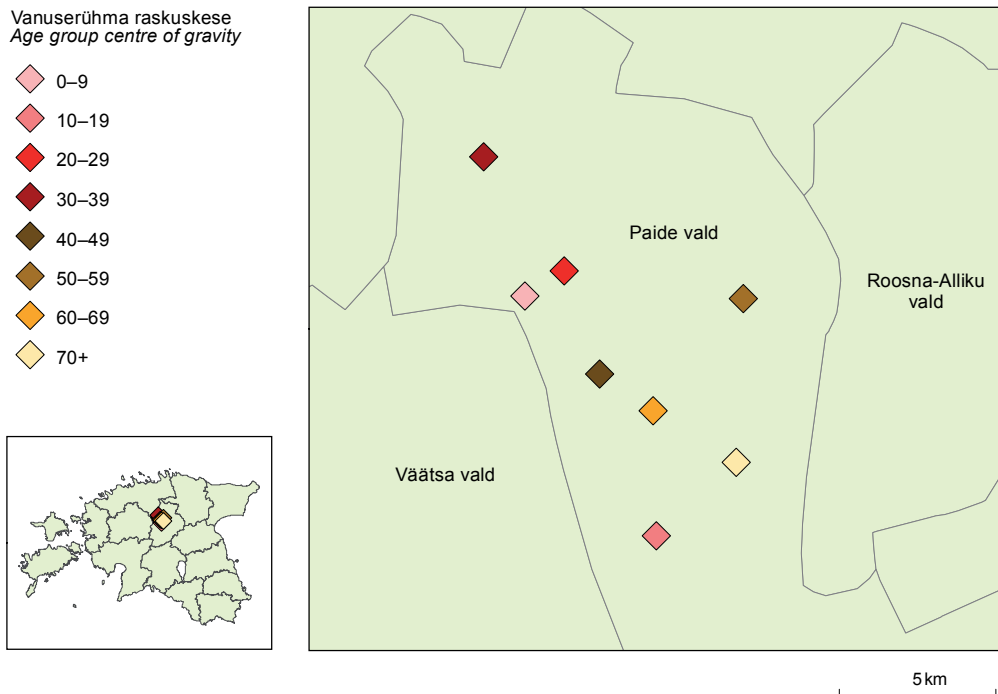 Vanuserühma raskuskese
Age group centre of gravity
0–9
10–19
20–29
30–39
40–49
50–59
60–69
70+
Paide vald
Roosna-Alliku
vald
Väätsa vald
5 km